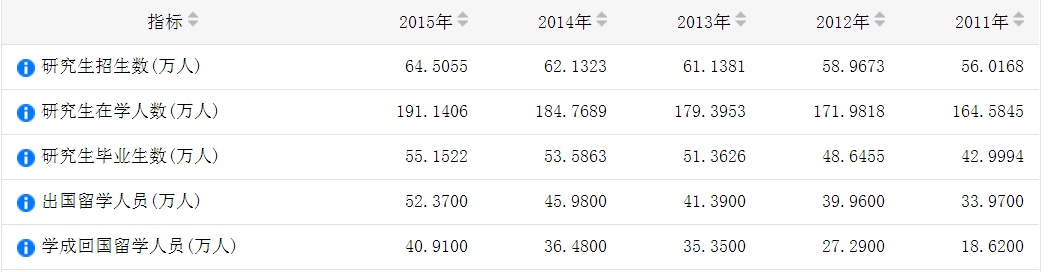 指标 2015年 2014年 2013年 2012年 2011年
研究生招生数(万人) 64.5055 62.1323 61.1381 58.9673 56.0168
研究生在学人数(万人) 191.1406 184.7689 179.3953 171.9818 164.5845
研究生毕业生数(万人) 55.1522 53.5863 51.3626 48.6455 42.9994
出国留学人员(万人) 52.3700 45.9800 41.3900 39.9600 33.9700
学成回国留学人员(万人) 40.9100 36.4800 35.3500 27.2900 18.6200